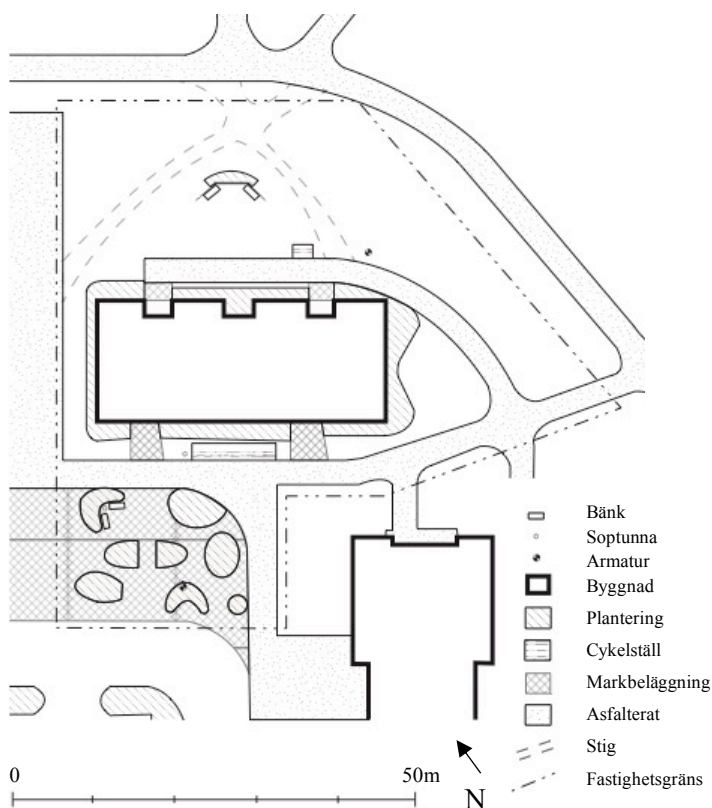 Bänk
Soptunna
Armatur
Byggnad
Plantering
Cykelställ
Markbeläggning
Asfalterat
Stig
Fastighetsgräns
0
50m
N